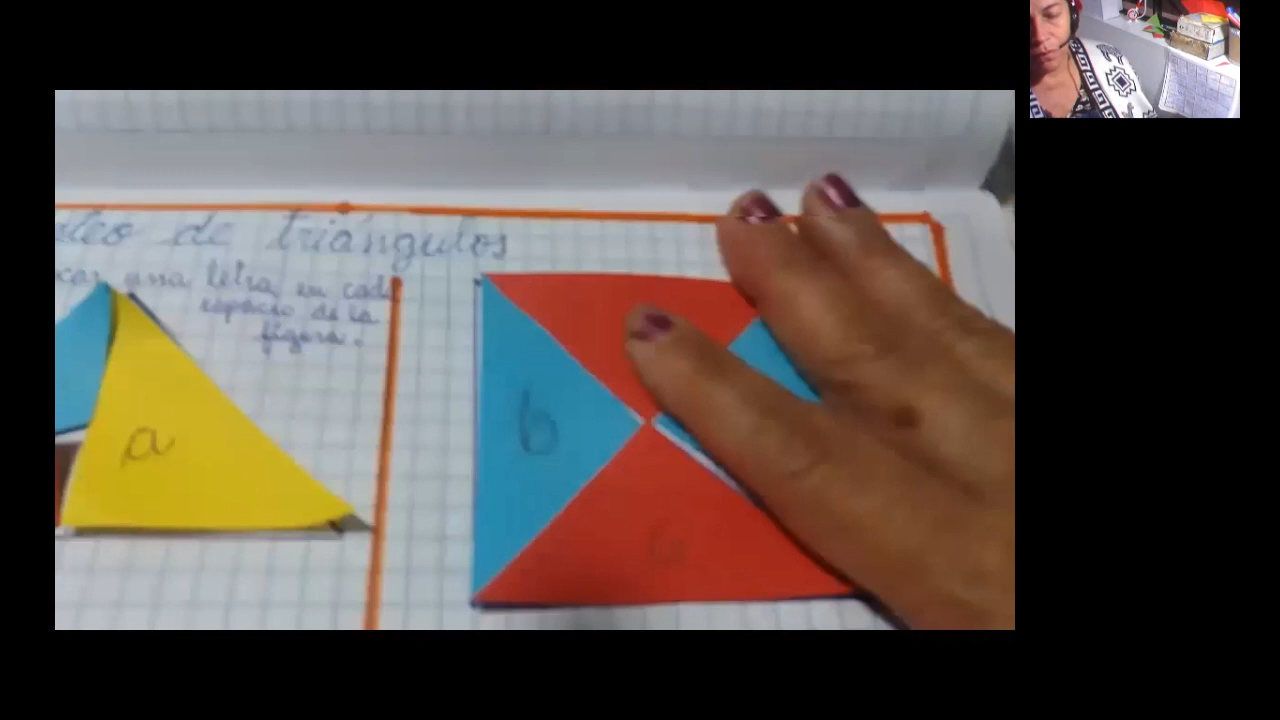 de triángulos
una letra en cada
espacio de la
figura.
a
b